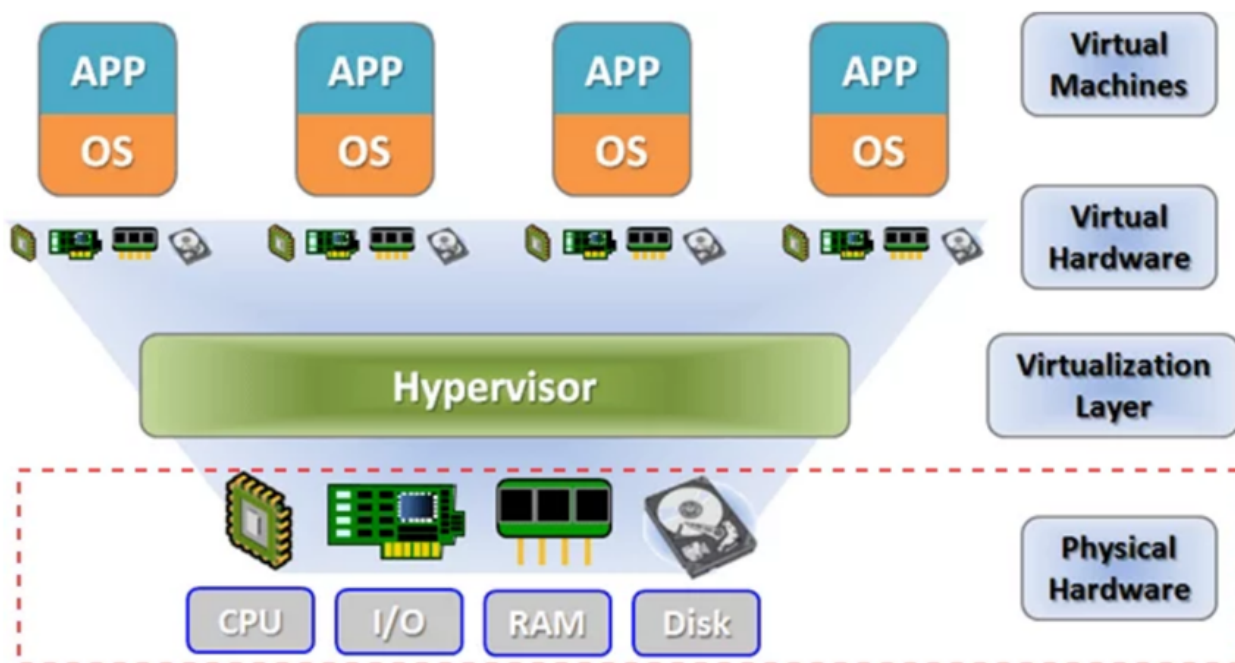 APP
APP
APP
APP
Virtual
Machines
OS
OS
OS
OS
Virtual
Hardware
Hypervisor
Virtualization
Layer
Physical
Hardware
CPU
I/O
RAM
Disk